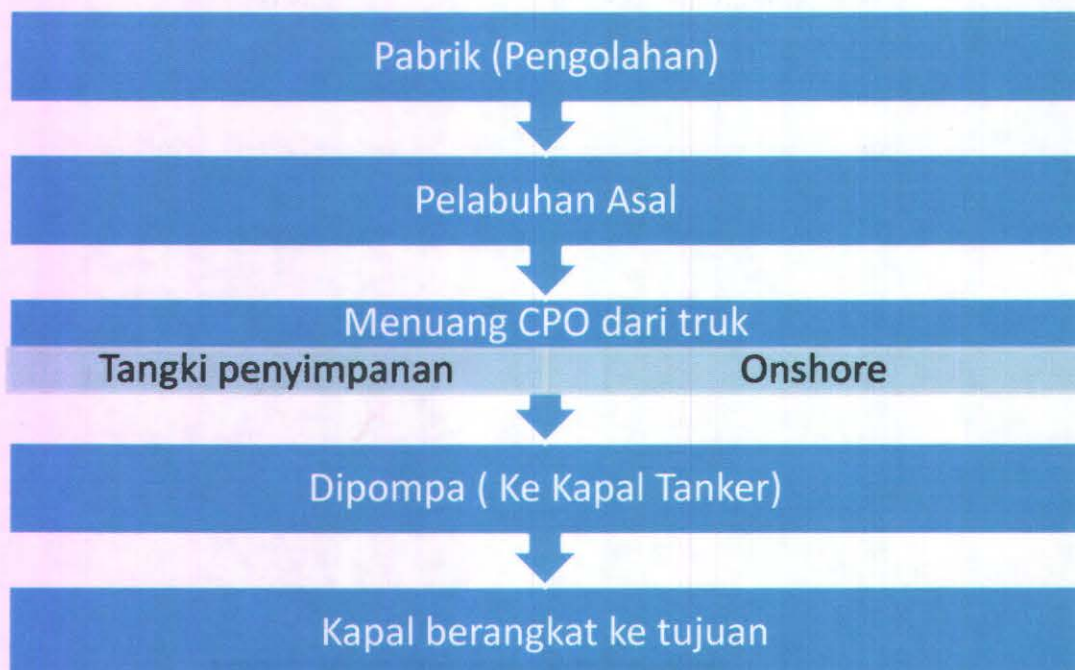 Pabrik (Pengolahan)
Pelabuhan Asal
Menuang CPO dari truk
Tangki penyimpanan
Onshore
Dipompa ( Ke Kapal Tanker)
Kapal berangkat ke tujuan